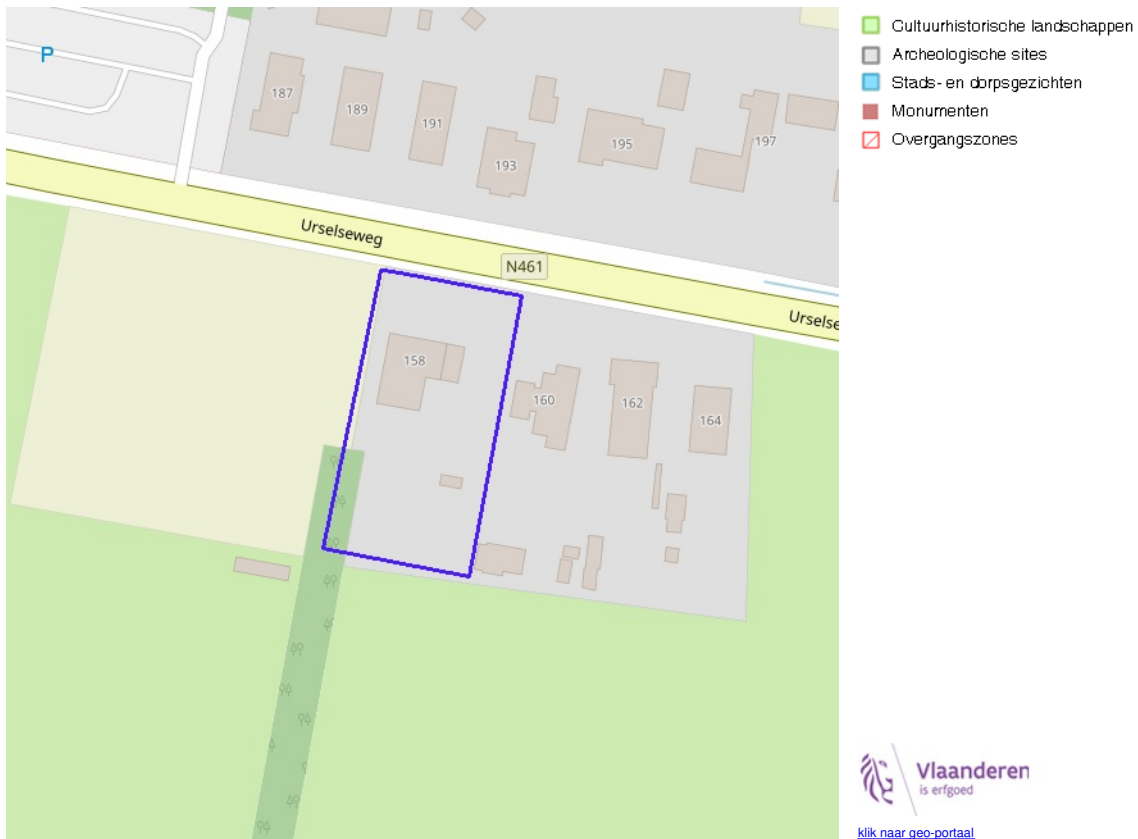 P
187
189
191
193
195
197
Urselseweg
N461
Urselse
158
160
162
164
Cultuurhistorische landschappen
Archeologische sites
Stads- en dorpsgezichten
Monumenten
Overgangszones
Vlaanderen
is erfgoed
klik naar geo-portaal